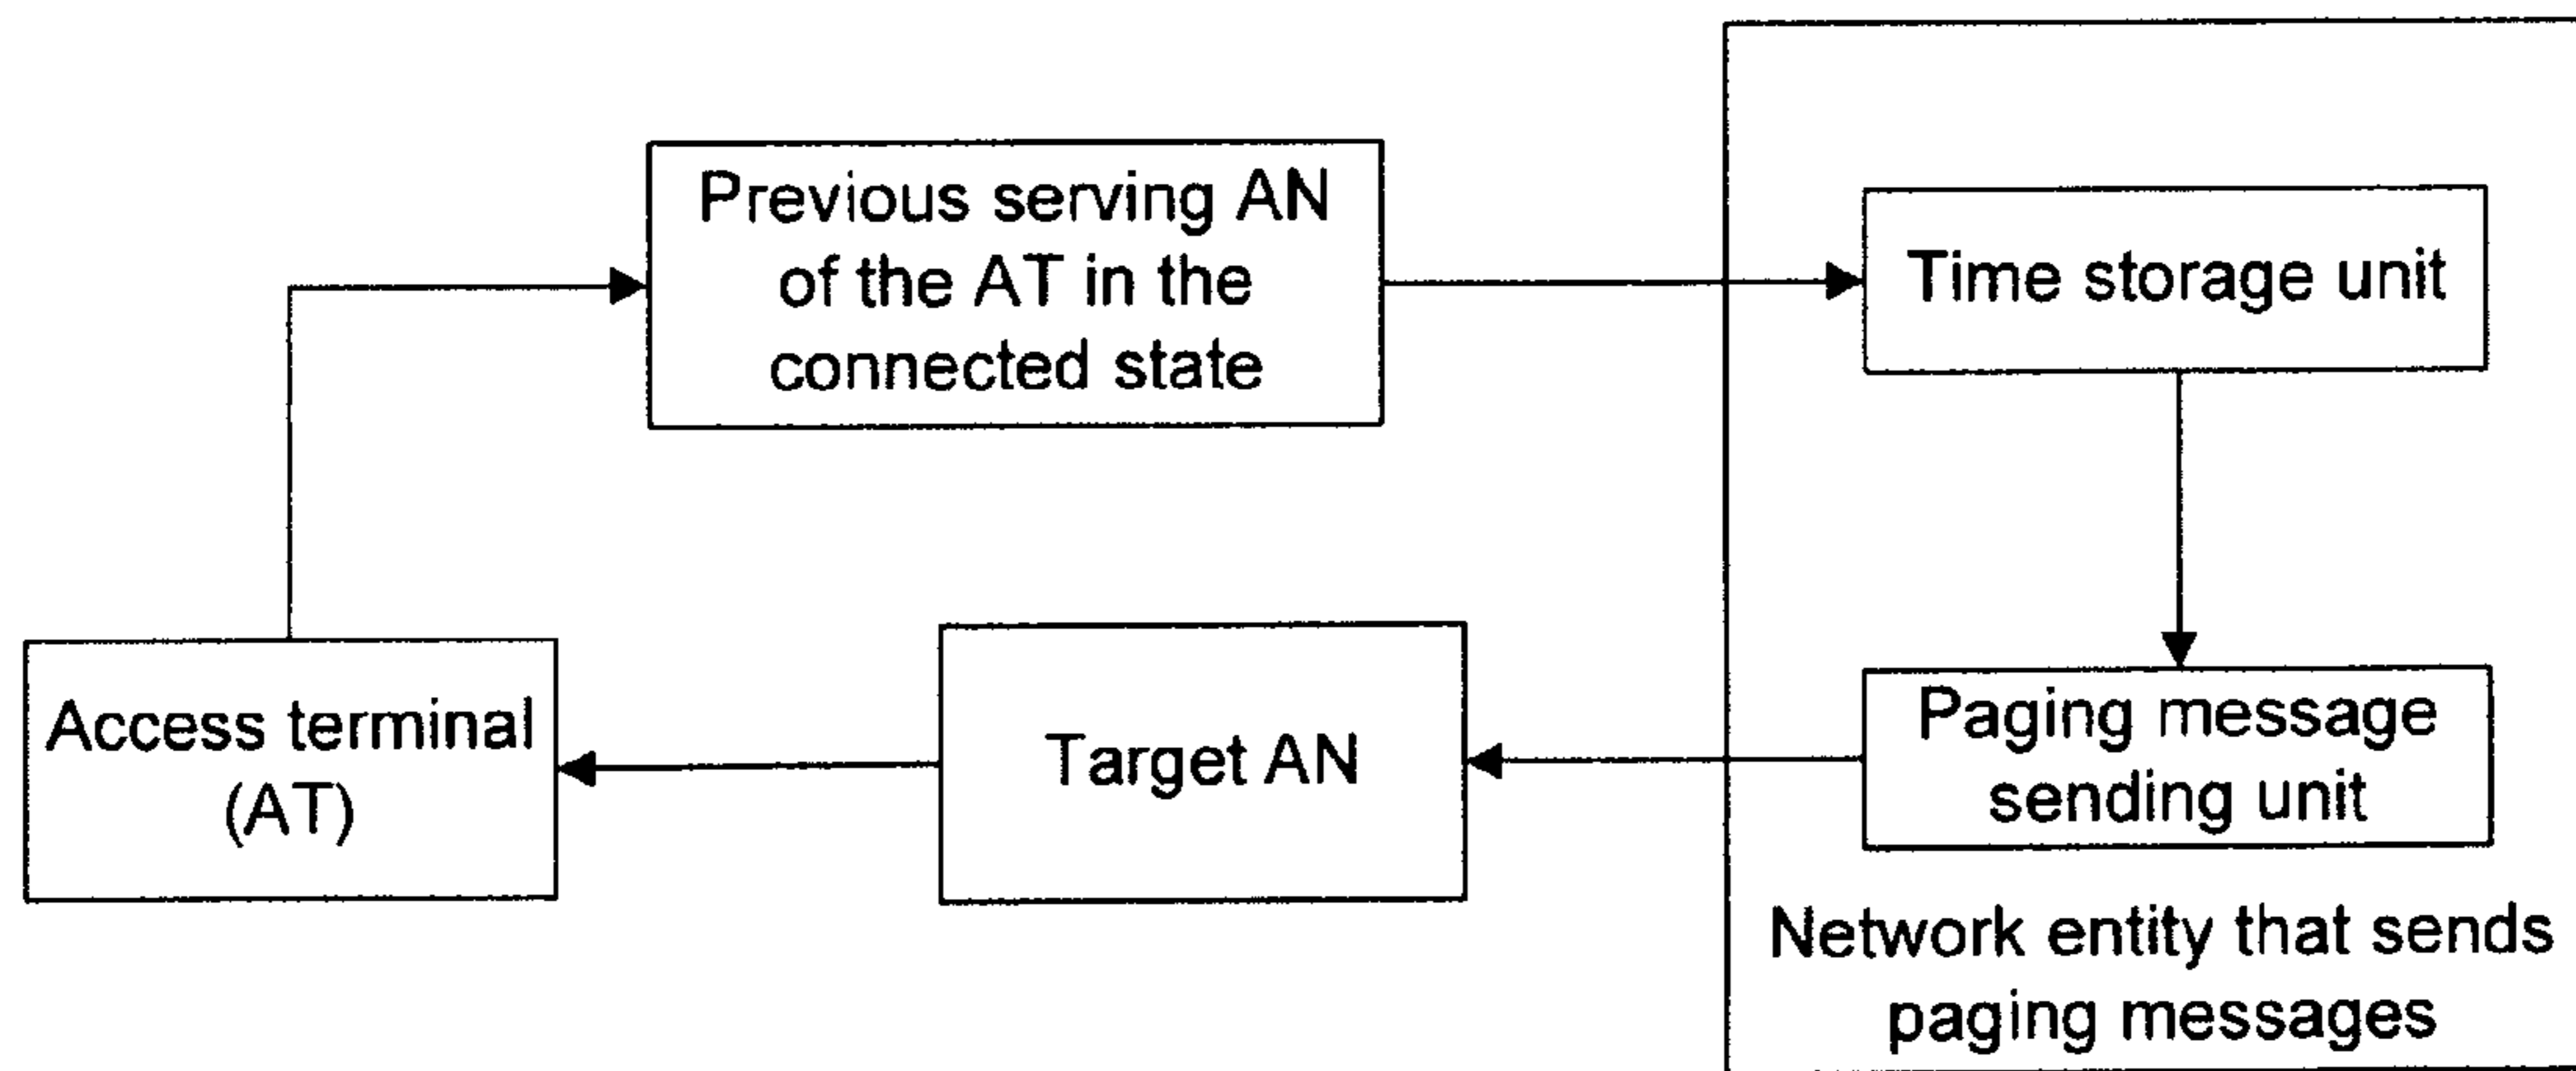 Previous serving AN
of the AT in the
connected state
Time storage unit
Access terminal
(AT)
Target AN
Paging message
sending unit
Network entity that sends
paging messages